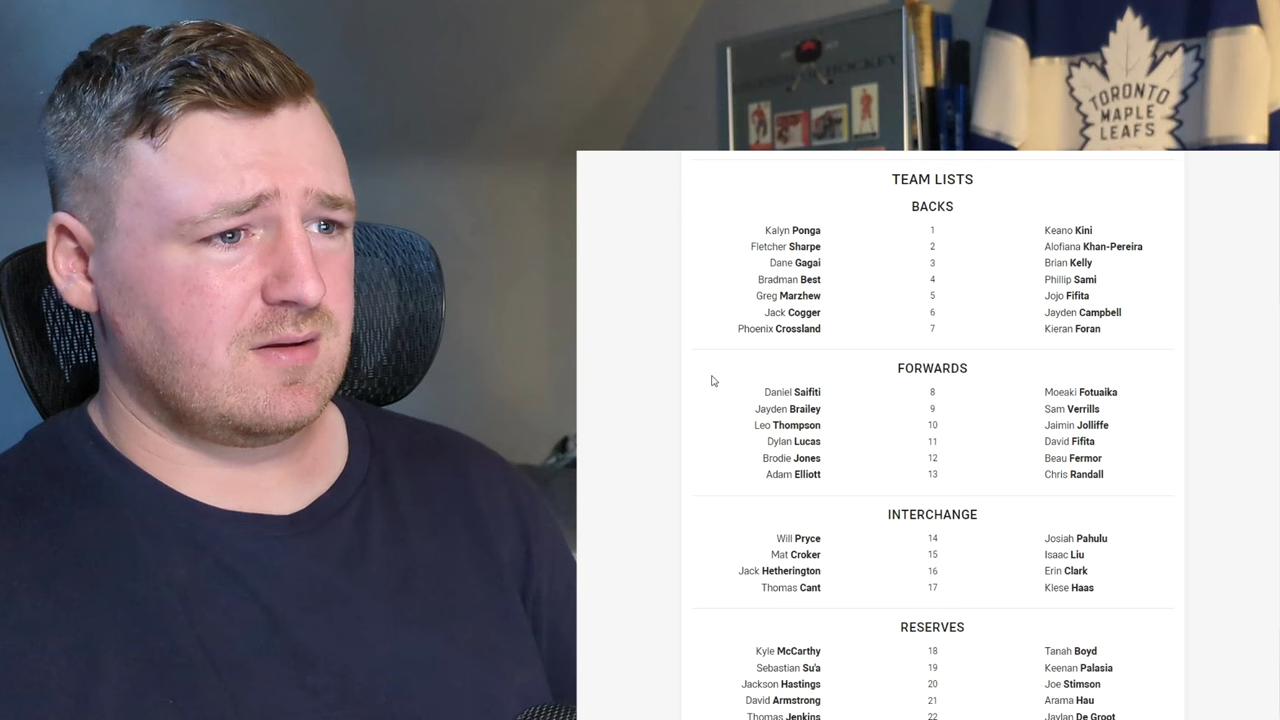 TORONTO
MAPLE
LEAFS
TEAM LISTS
BACKS
Kalyn Ponga 1 Keano Kini
Fletcher Sharpe 2 Alofiana Khan-Pereira
Dane Gagai 3 Brian Kelly
Bradman Best 4 Phillip Sami
Greg Marzhew 5 Jojo Fifita
Jack Cogger 6 Jayden Campbell
Phoenix Crossland 7 Kieran Foran
FORWARDS
Daniel Saifiti 8 Moeaki Fotuaika
Jayden Brailey 9 Sam Verrills
Leo Thompson 10 Jaimin Jolliffe
Dylan Lucas 11 David Fifita
Brodie Jones 12 Beau Fermor
Adam Elliott 13 Chris Randall
INTERCHANGE
Will Pryce 14 Josiah Pahulu
Mat Croker 15 Isaac Liu
Jack Hetherington 16 Erin Clark
Thomas Cant 17 Klese Haas
RESERVES
Kyle McCarthy 18 Tanah Boyd
Sebastian Su'a 19 Keenan Palasia
Jackson Hastings 20 Joe Stimson
David Armstrong 21 Arama Hau
Thomas Jenkins 22 Jaylan De Groot